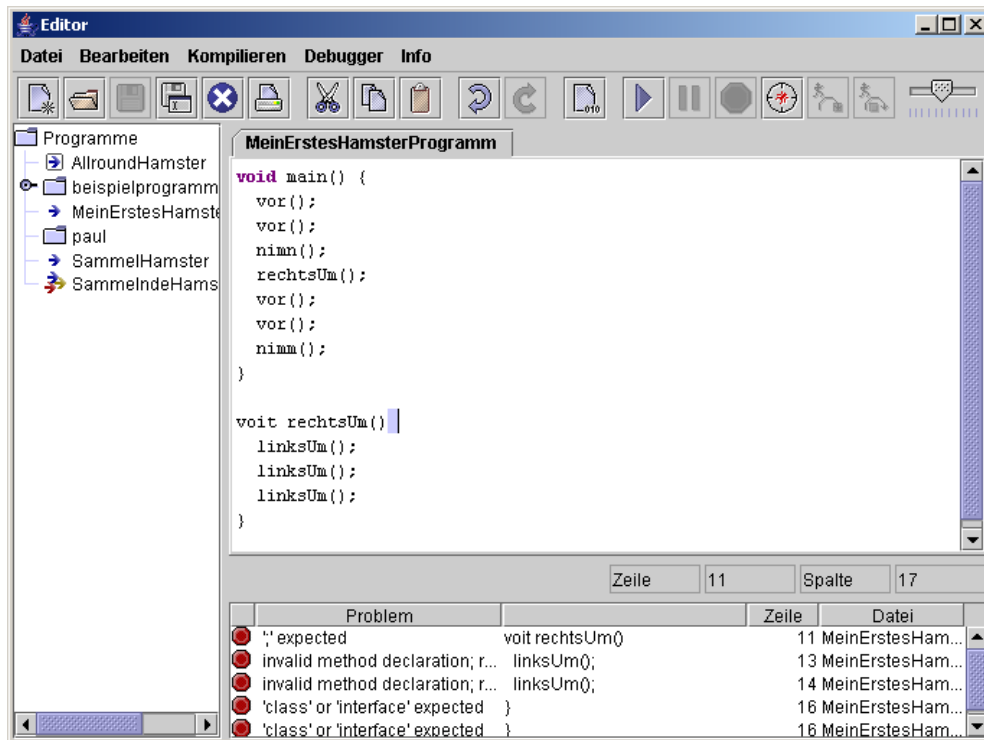 Editor
Datei Bearbeiten Kompilieren Debugger Info
010
Programme
AllroundHamster
beispielprogramm
MeinErstesHamste
paul
SammelHamster
SammelndeHams
MeinErstesHamsterProgramm
void main() {
vor();
vor();
nimn();
rechtsUm();
vor();
vor();
nimm();
}
voit rechtsUm()
linksUm();
linksUm();
linksUm();
}
Zeile 11 Spalte 17
Problem Zeile Datei
';' expected voit rechtsUm() 11 MeinErstesHam...
invalid method declaration; r... linksUm(); 13 MeinErstesHam...
invalid method declaration; r... linksUm(); 14 MeinErstesHam...
'class' or 'interface' expected } 16 MeinErstesHam...
'class' or 'interface' expected } 16 MeinErstesHam...